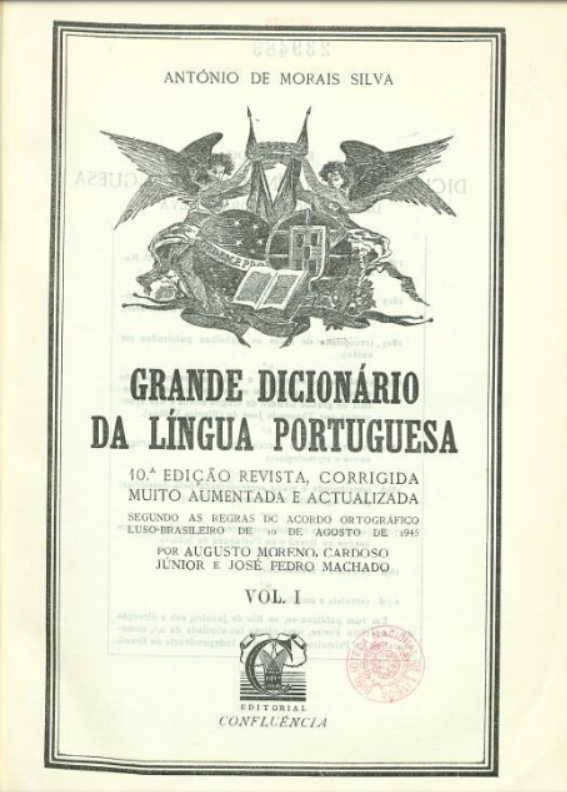 ANTÓNIO DE MORAIS SILVA
GRANDE DICIONÁRIO
DA LÍNGUA PORTUGUESA
10.ª EDIÇÃO REVISTA, CORRIGIDA
MUITO AUMENTADA E ACTUALIZADA
SEGUNDO AS REGRAS DO ACORDO ORTOGRÁFICO
LUSO-BRASILEIRO DE 10 DE AGOSTO DE 1945
POR AUGUSTO MORENO, CARDOSO
JÚNIOR E JOSÉ PEDRO MACHADO
VOL. I
EDITORIAL
CONFLUÊNCIA